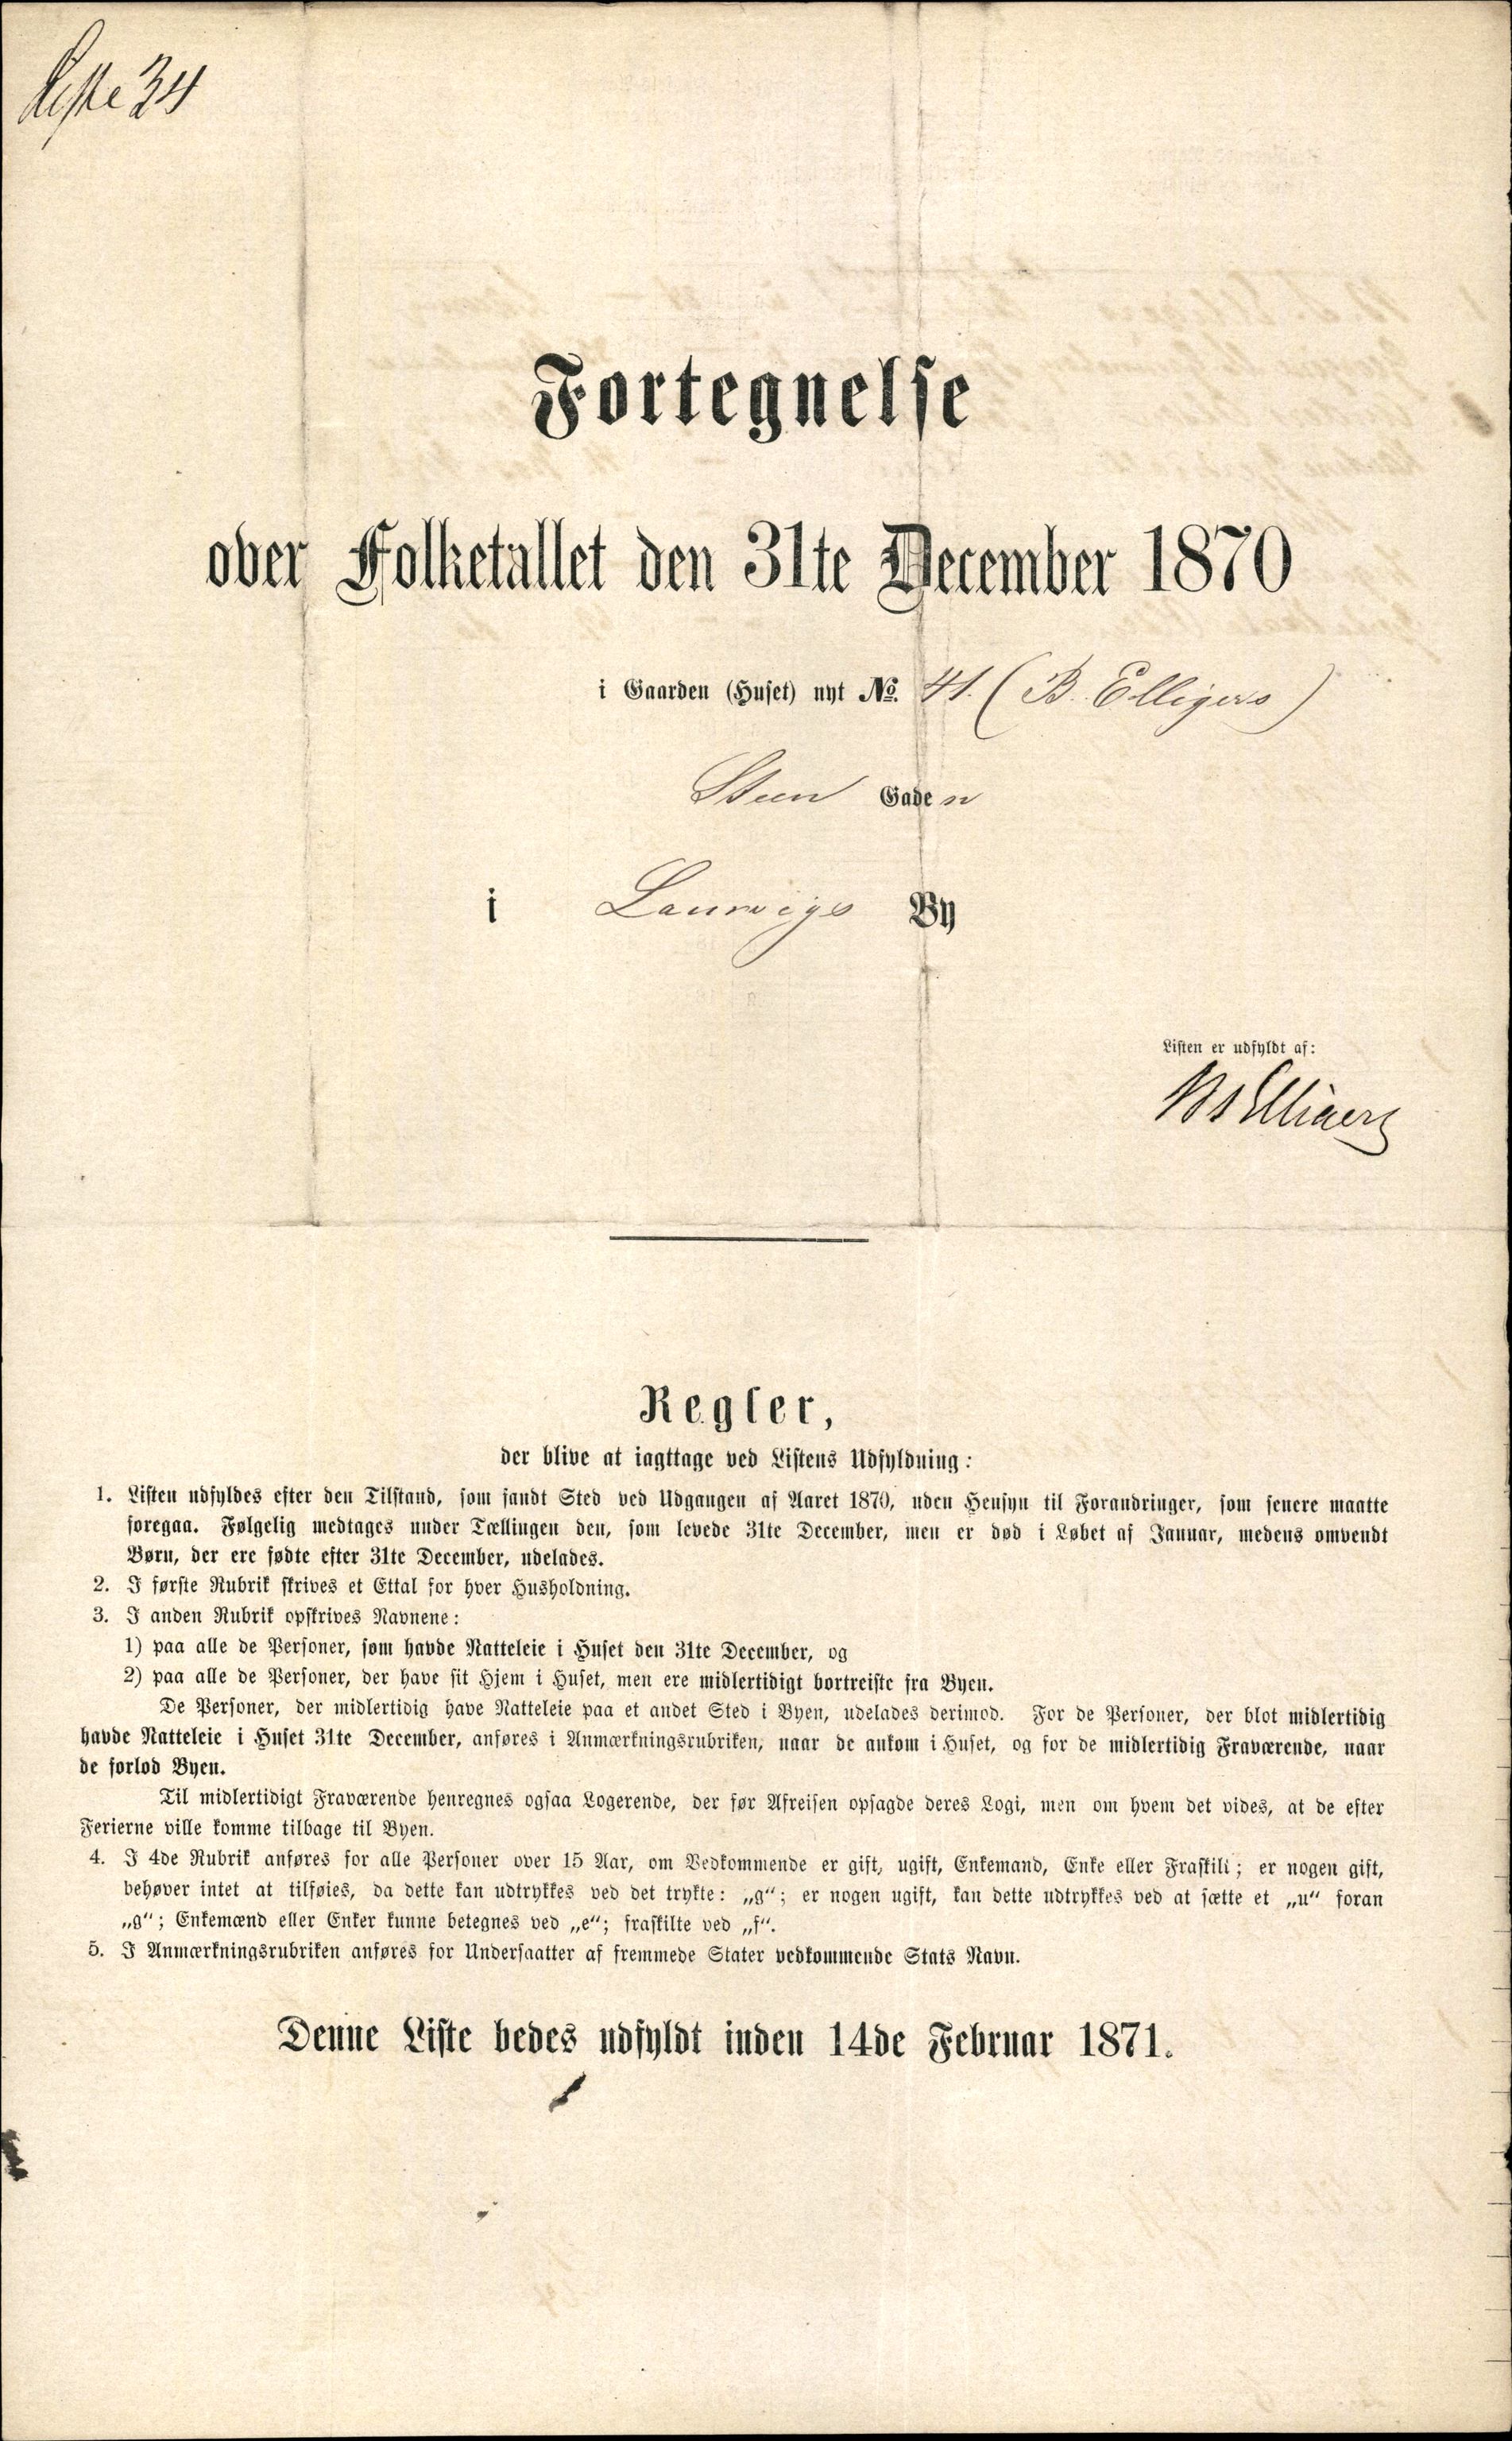 Liste 34
Fortegnelse
over Folketallet den 31te December 1870
i Gaarden (Huset) nyt No. 41. (B. Elligers)
Steen Gaden
i Laurvigs By
Listen er udfyldt af:
B A Elligers
Regler,
der blive at iagttage ved Listens Udfyldning:
1. Listen udfyldes efter den Tilstand, som fandt Sted ved Udgangen af Aaret 1870, uden Hensyn til Forandringer, som senere maatte
foregaa. Følgelig medtages under Tællingen den, som levede 31te December, men er død i Løbet af Januar, medens omvendt
Børn, der ere fødte efter 31te December, udelades.
2. I første Rubrik skrives et Ettal for hver Husholdning.
3. I anden Rubrik opskrives Navnene:
1) paa alle de Personer, som havde Natteleie i Huset den 31te December, og
2) paa alle de Personer, der have sit Hjem i Huset, men ere midlertidigt bortreiste fra Byen.
De Personer, der midlertidig have Natteleie paa et andet Sted i Byen, udelades derimod. For de Personer, der blot midlertidig
havde Natteleie i Huset 31te December, anføres i Anmærkningsrubriken, naar de ankom i Huset, og for de midlertidig Fraværende, naar
de forlod Byen.
Til midlertidigt Fraværende henregnes ogsaa Logerende, der før Afreisen opsagde deres Logi, men om hvem det vides, at de efter
Ferierne ville komme tilbage til Byen.
4. I 4de Rubrik anføres for alle Personer over 15 Aar, om Vedkommende er gift, ugift, Enkemand, Enke eller Fraskilt; er nogen gift,
behøver intet at tilføies, da dette kan udtrykkes ved det trykte: „g“; er nogen ugift, kan dette udtrykkes ved at sætte et „u“ foran
„g“; Enkemænd eller Enker kunne betegnes ved „e“; fraskilte ved „f“.
5. I Anmærkningsrubriken anføres for Undersaatter af fremmede Stater vedkommende Stats Navn.
Denne Liste bedes udfyldt inden 14de Februar 1871.